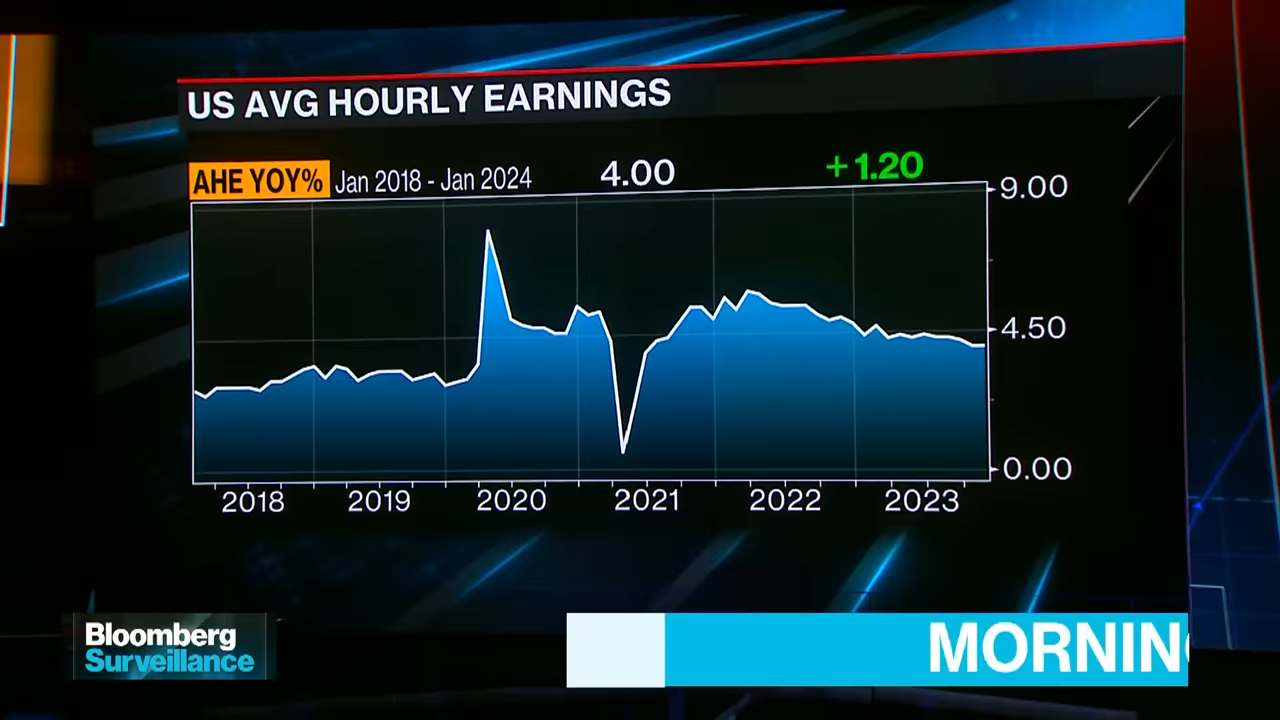 US AVG HOURLY EARNINGS
AHE YOY% Jan 2018 - Jan 2024 4.00 +1.20
9.00
4.50
0.00
2018 2019 2020 2021 2022 2023
Bloomberg
Surveillance
MORNIN